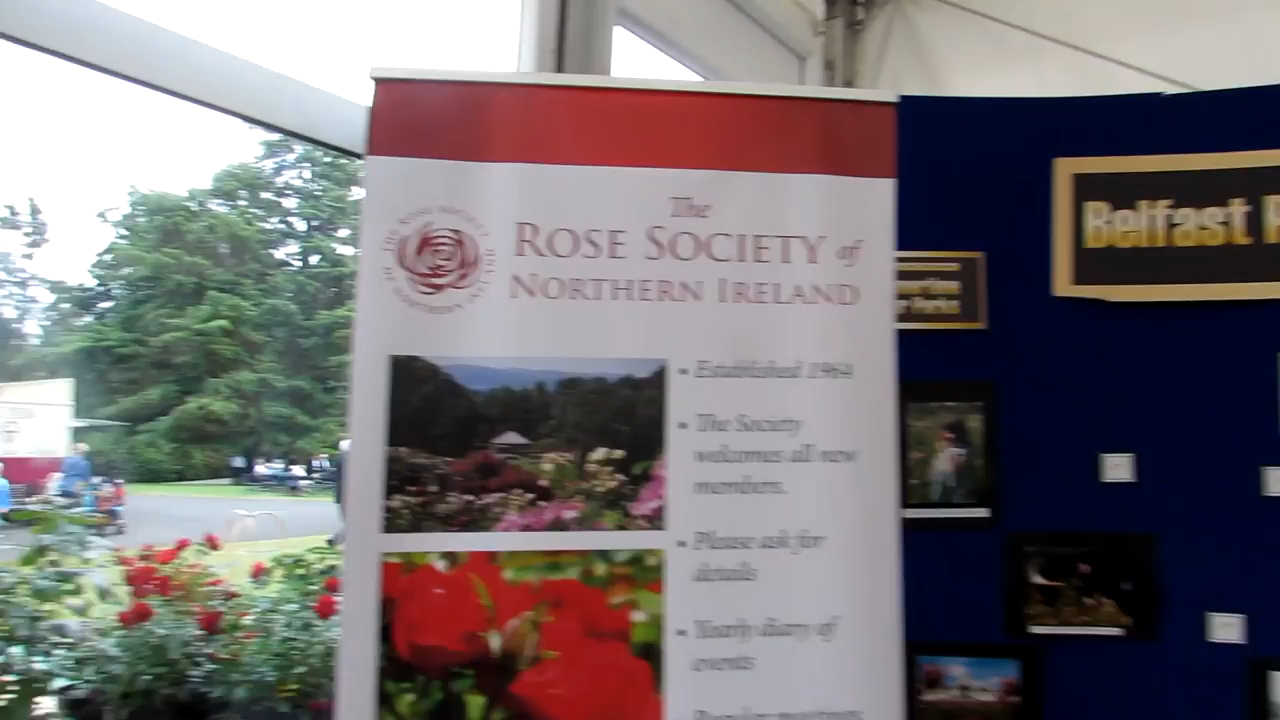 The
ROSE SOCIETY of
NORTHERN IRELAND
- Established 1964
- The Society
welcomes all new
members.
- Please ask for
details
- Yearly diary of
events
Belfast